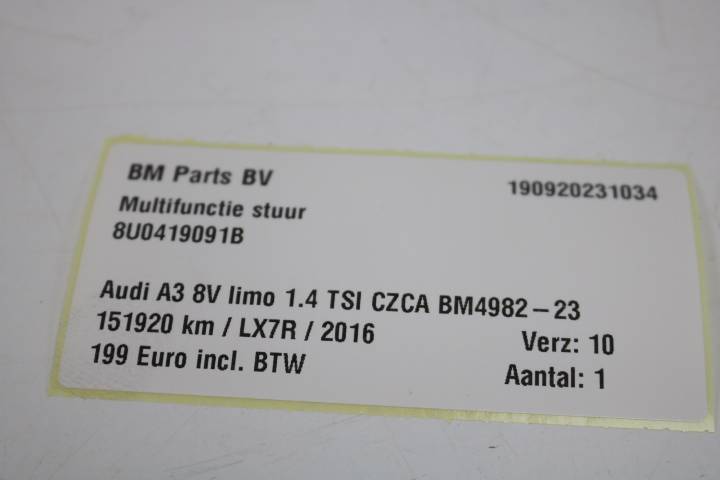 BM Parts BV
190920231034
Multifunctie stuur
8U0419091B
Audi A3 8V limo 1.4 TSI CZCA BM4982-23
151920 km / LX7R / 2016
Verz: 10
199 Euro incl. BTW
Aantal: 1